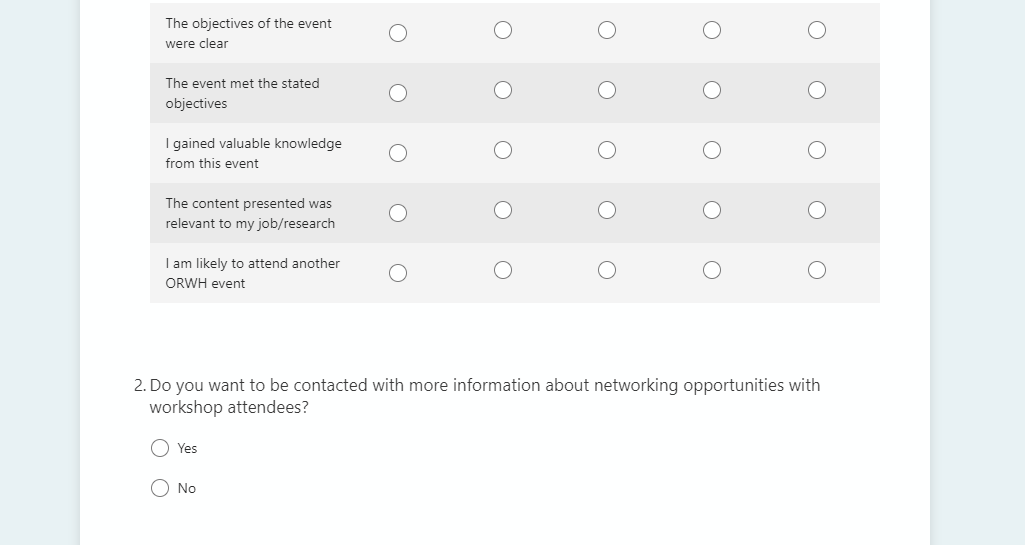 The objectives of the event
were clear
The event met the stated
objectives
I gained valuable knowledge
from this event
The content presented was
relevant to my job/research
I am likely to attend another
ORWH event
2. Do you want to be contacted with more information about networking opportunities with
workshop attendees?
Yes
No